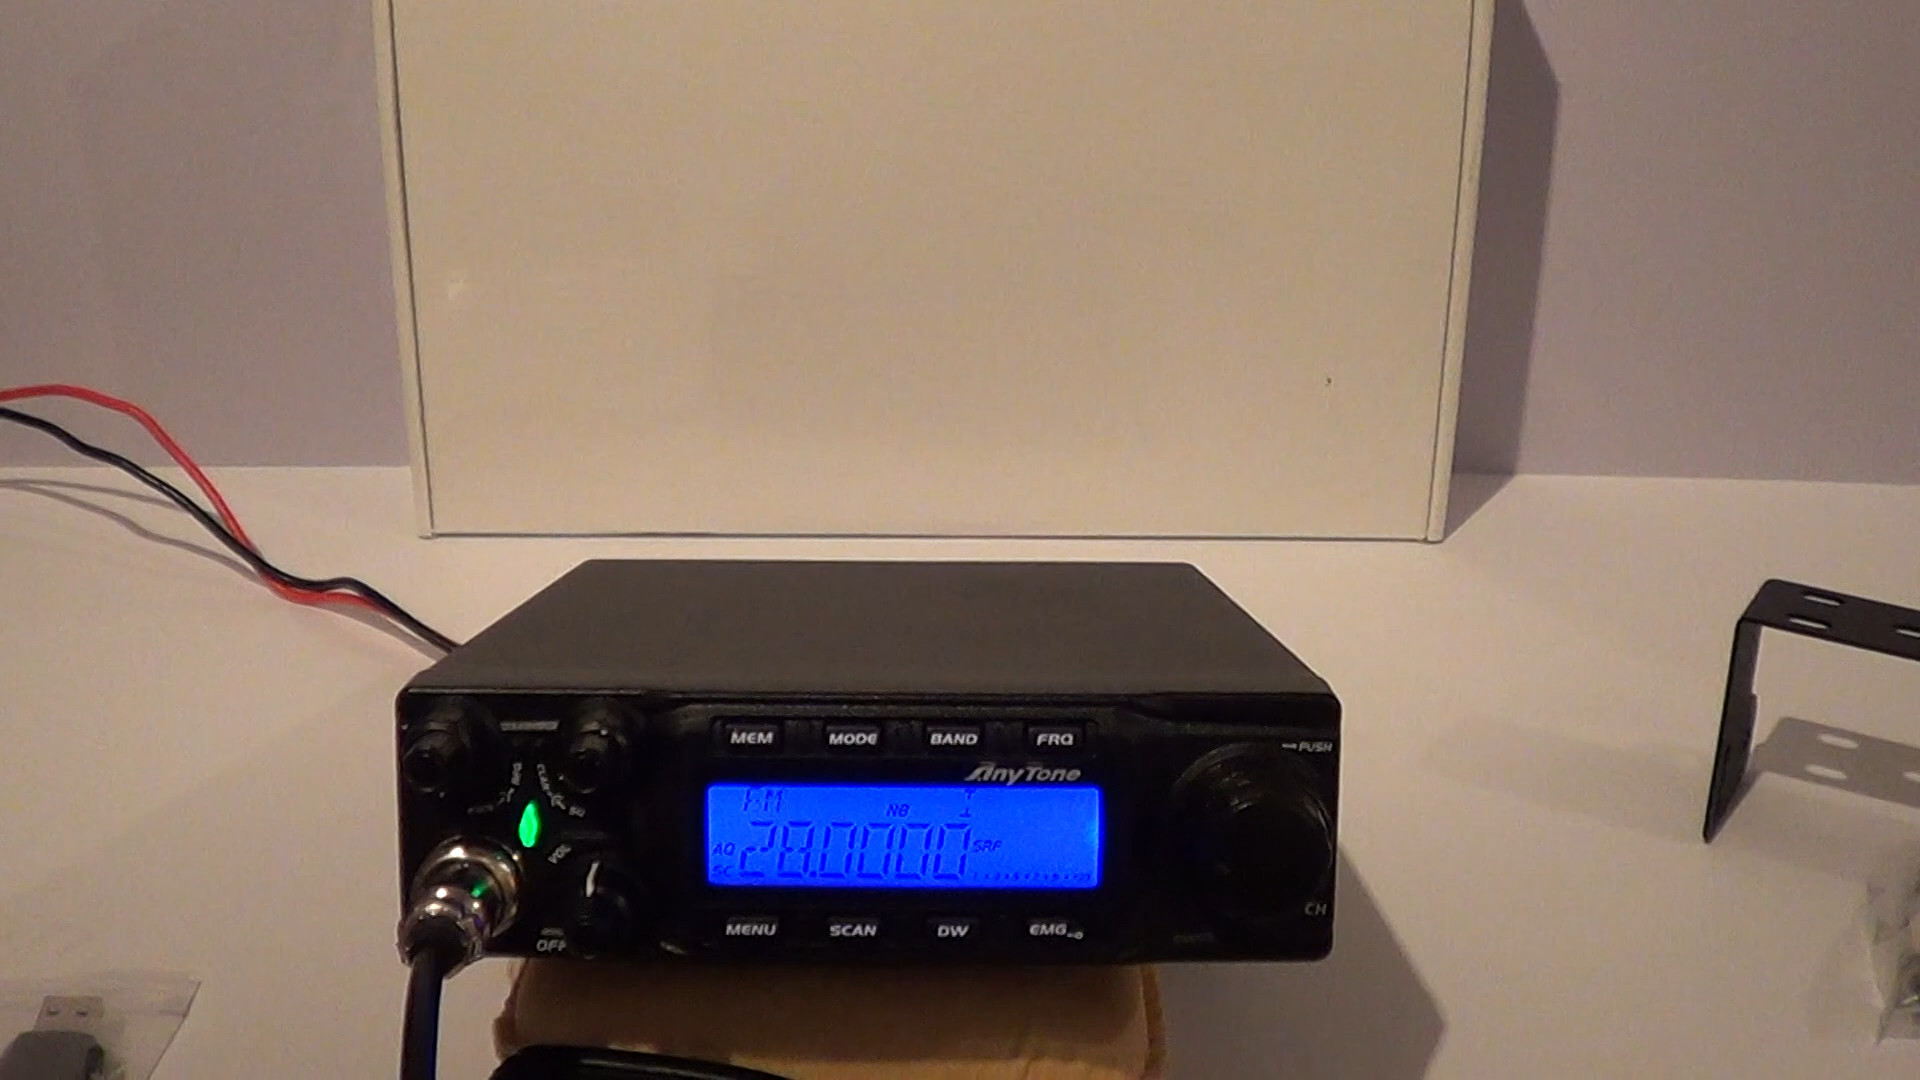 MEM MODE BAND FRQ
PUSH
AnyTone
FM NB
AQ 28.0000 SRF
SC
SQ
VOL
OFF
CH
MENU SCAN DW EMG